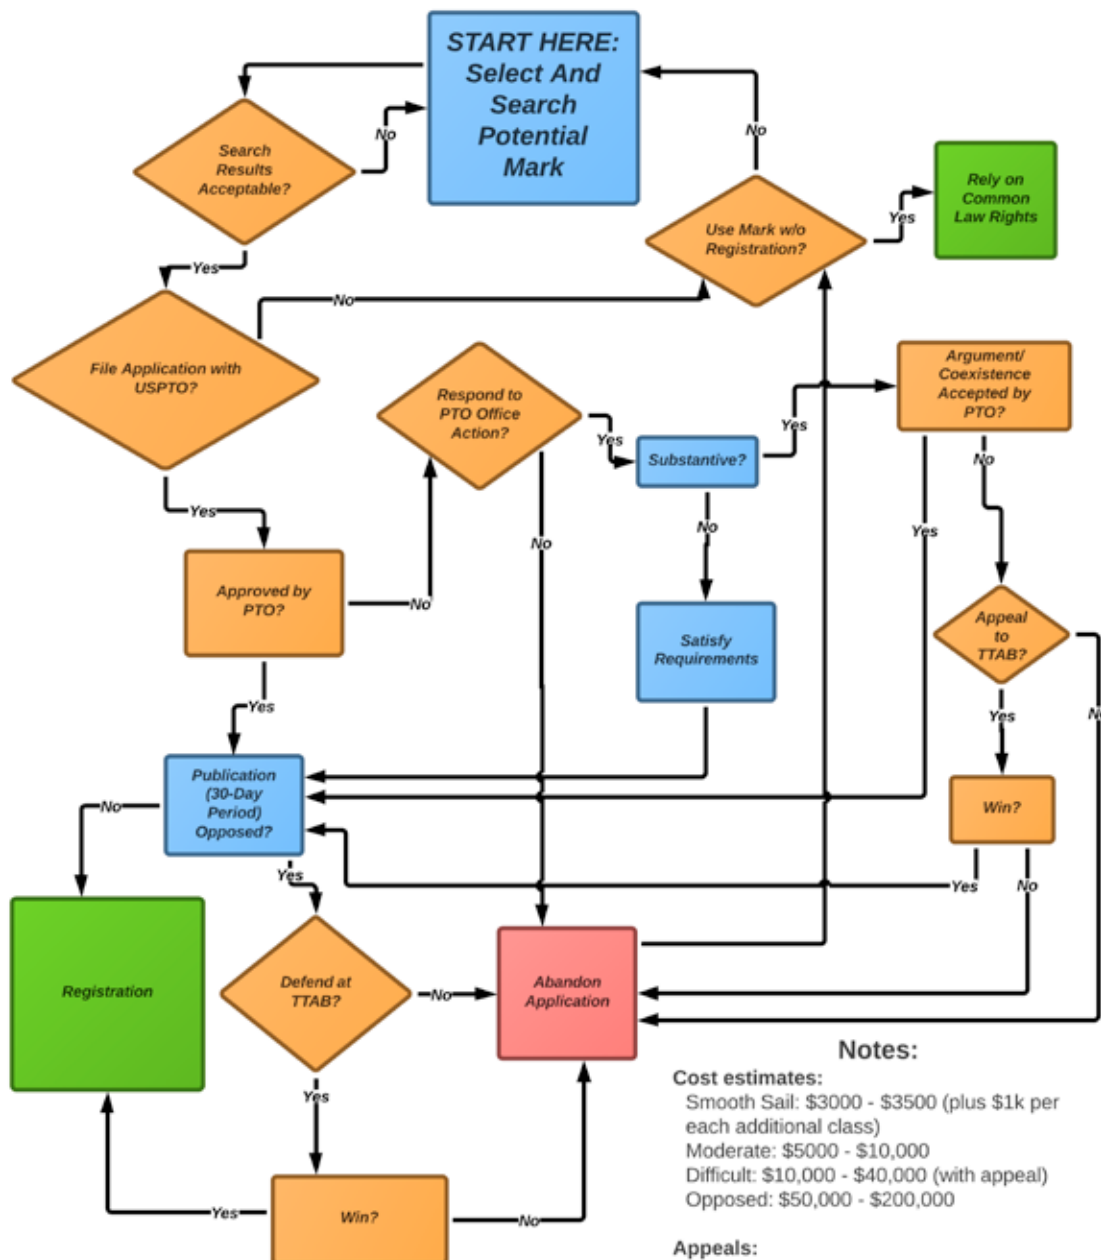 START HERE:
Select And
Search
Potential
Mark
No
No
Search
Results
Acceptable?
Rely on
Common
Law Rights
Use Mark w/o
Registration?
Yes
Yes
No
File Application with
USPTO?
Respond to
PTO Office
Action?
Argument/
Coexistence
Accepted by
PTO?
Yes
Yes
Substantive?
No
Yes
No
Yes
No
Approved by
PTO?
No
Satisfy
Requirements
Appeal
to
TTAB?
Yes
Yes
Publication
(30-Day
Period)
Opposed?
No
Win?
Yes
Yes
No
Registration
Defend at
TTAB?
No
Abandon
Application
Yes
Yes
Win?
No
Notes:
Cost estimates:
Smooth Sail: $3000 - $3500 (plus $1k per
each additional class)
Moderate: $5000 - $10,000
Difficult: $10,000 - $40,000 (with appeal)
Opposed: $50,000 - $200,000
Appeals: